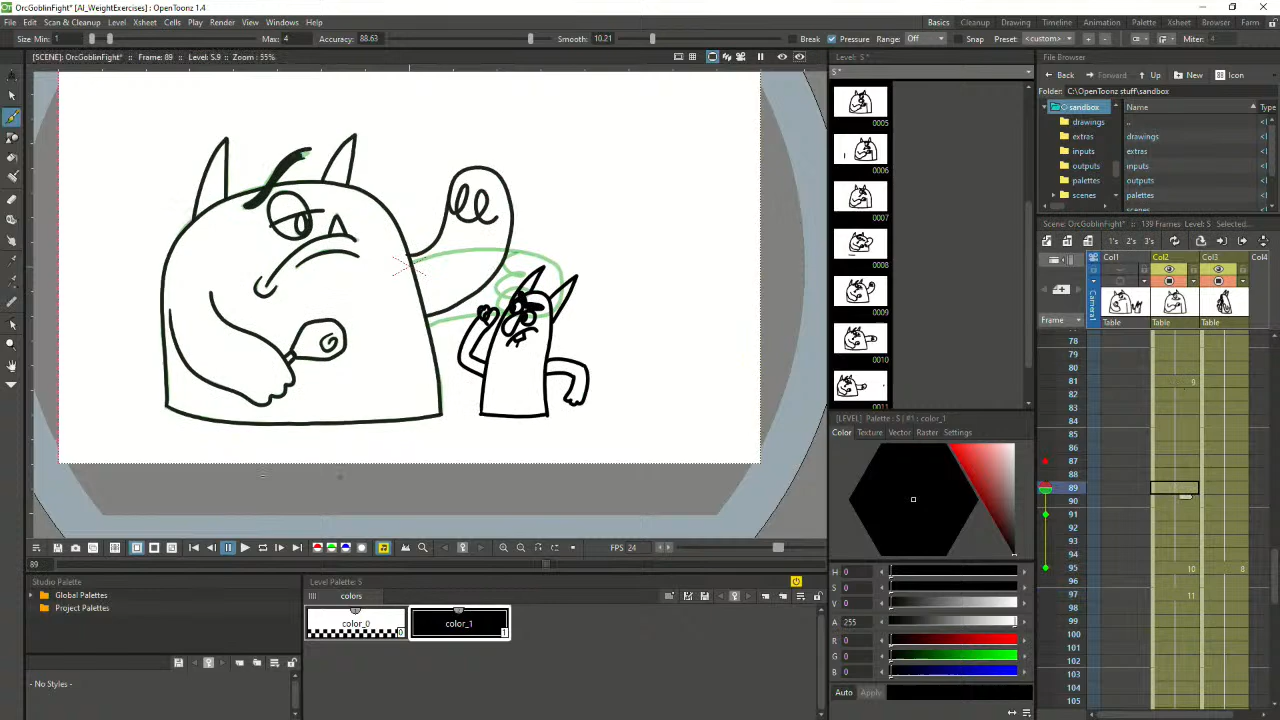 OrcGoblinFight* [AI_WeightExercises] : OpenToonz 1.4
File Edit Scan & Cleanup Level Xsheet Cells Play Render View Windows Help
Basics Cleanup Drawing Timeline Animation Palette Xsheet Browser Farm
Size Min: 1 Max: 4 Accuracy: 88.63 Smooth: 10.21 Break Pressure Range: Off Snap Preset: <custom> + - Miter: 4
[SCENE]: OrcGoblinFight* :: Frame: 89 :: Level: S.9 :: Zoom : 55%
Level: S *
S*
0005
0006
0007
0008
0009
0010
0011
File Browser
Back Forward Up New Icon
Folder: C:\OpenToonz stuff\sandbox
sandbox
drawings
extras
inputs
outputs
palettes
scenes
Name Type
..
drawings
extras
inputs
outputs
palettes
scenes
Scene: OrcGoblinFight* :: 139 Frames Level: S Selected...
1's 2's 3's
Col1 Col2 Col3 Col4
Camera1
Frame Table Table Table
78
79
80
81 9
82
83
84
85
86
87
88
89
90
91
92
93
94
95 10 8
96
97 11
98
99
100
101
102
103
104
105
[LEVEL] Palette : S | #1 : color_1
Color Texture Vector Raster Settings
H 0
S 0
V 0
A 255
R 0
G 0
B 0
Auto Apply
FPS 24
89
Studio Palette
Global Palettes
Project Palettes
- No Styles -
Level Palette: S
colors
color_0 0
color_1 1